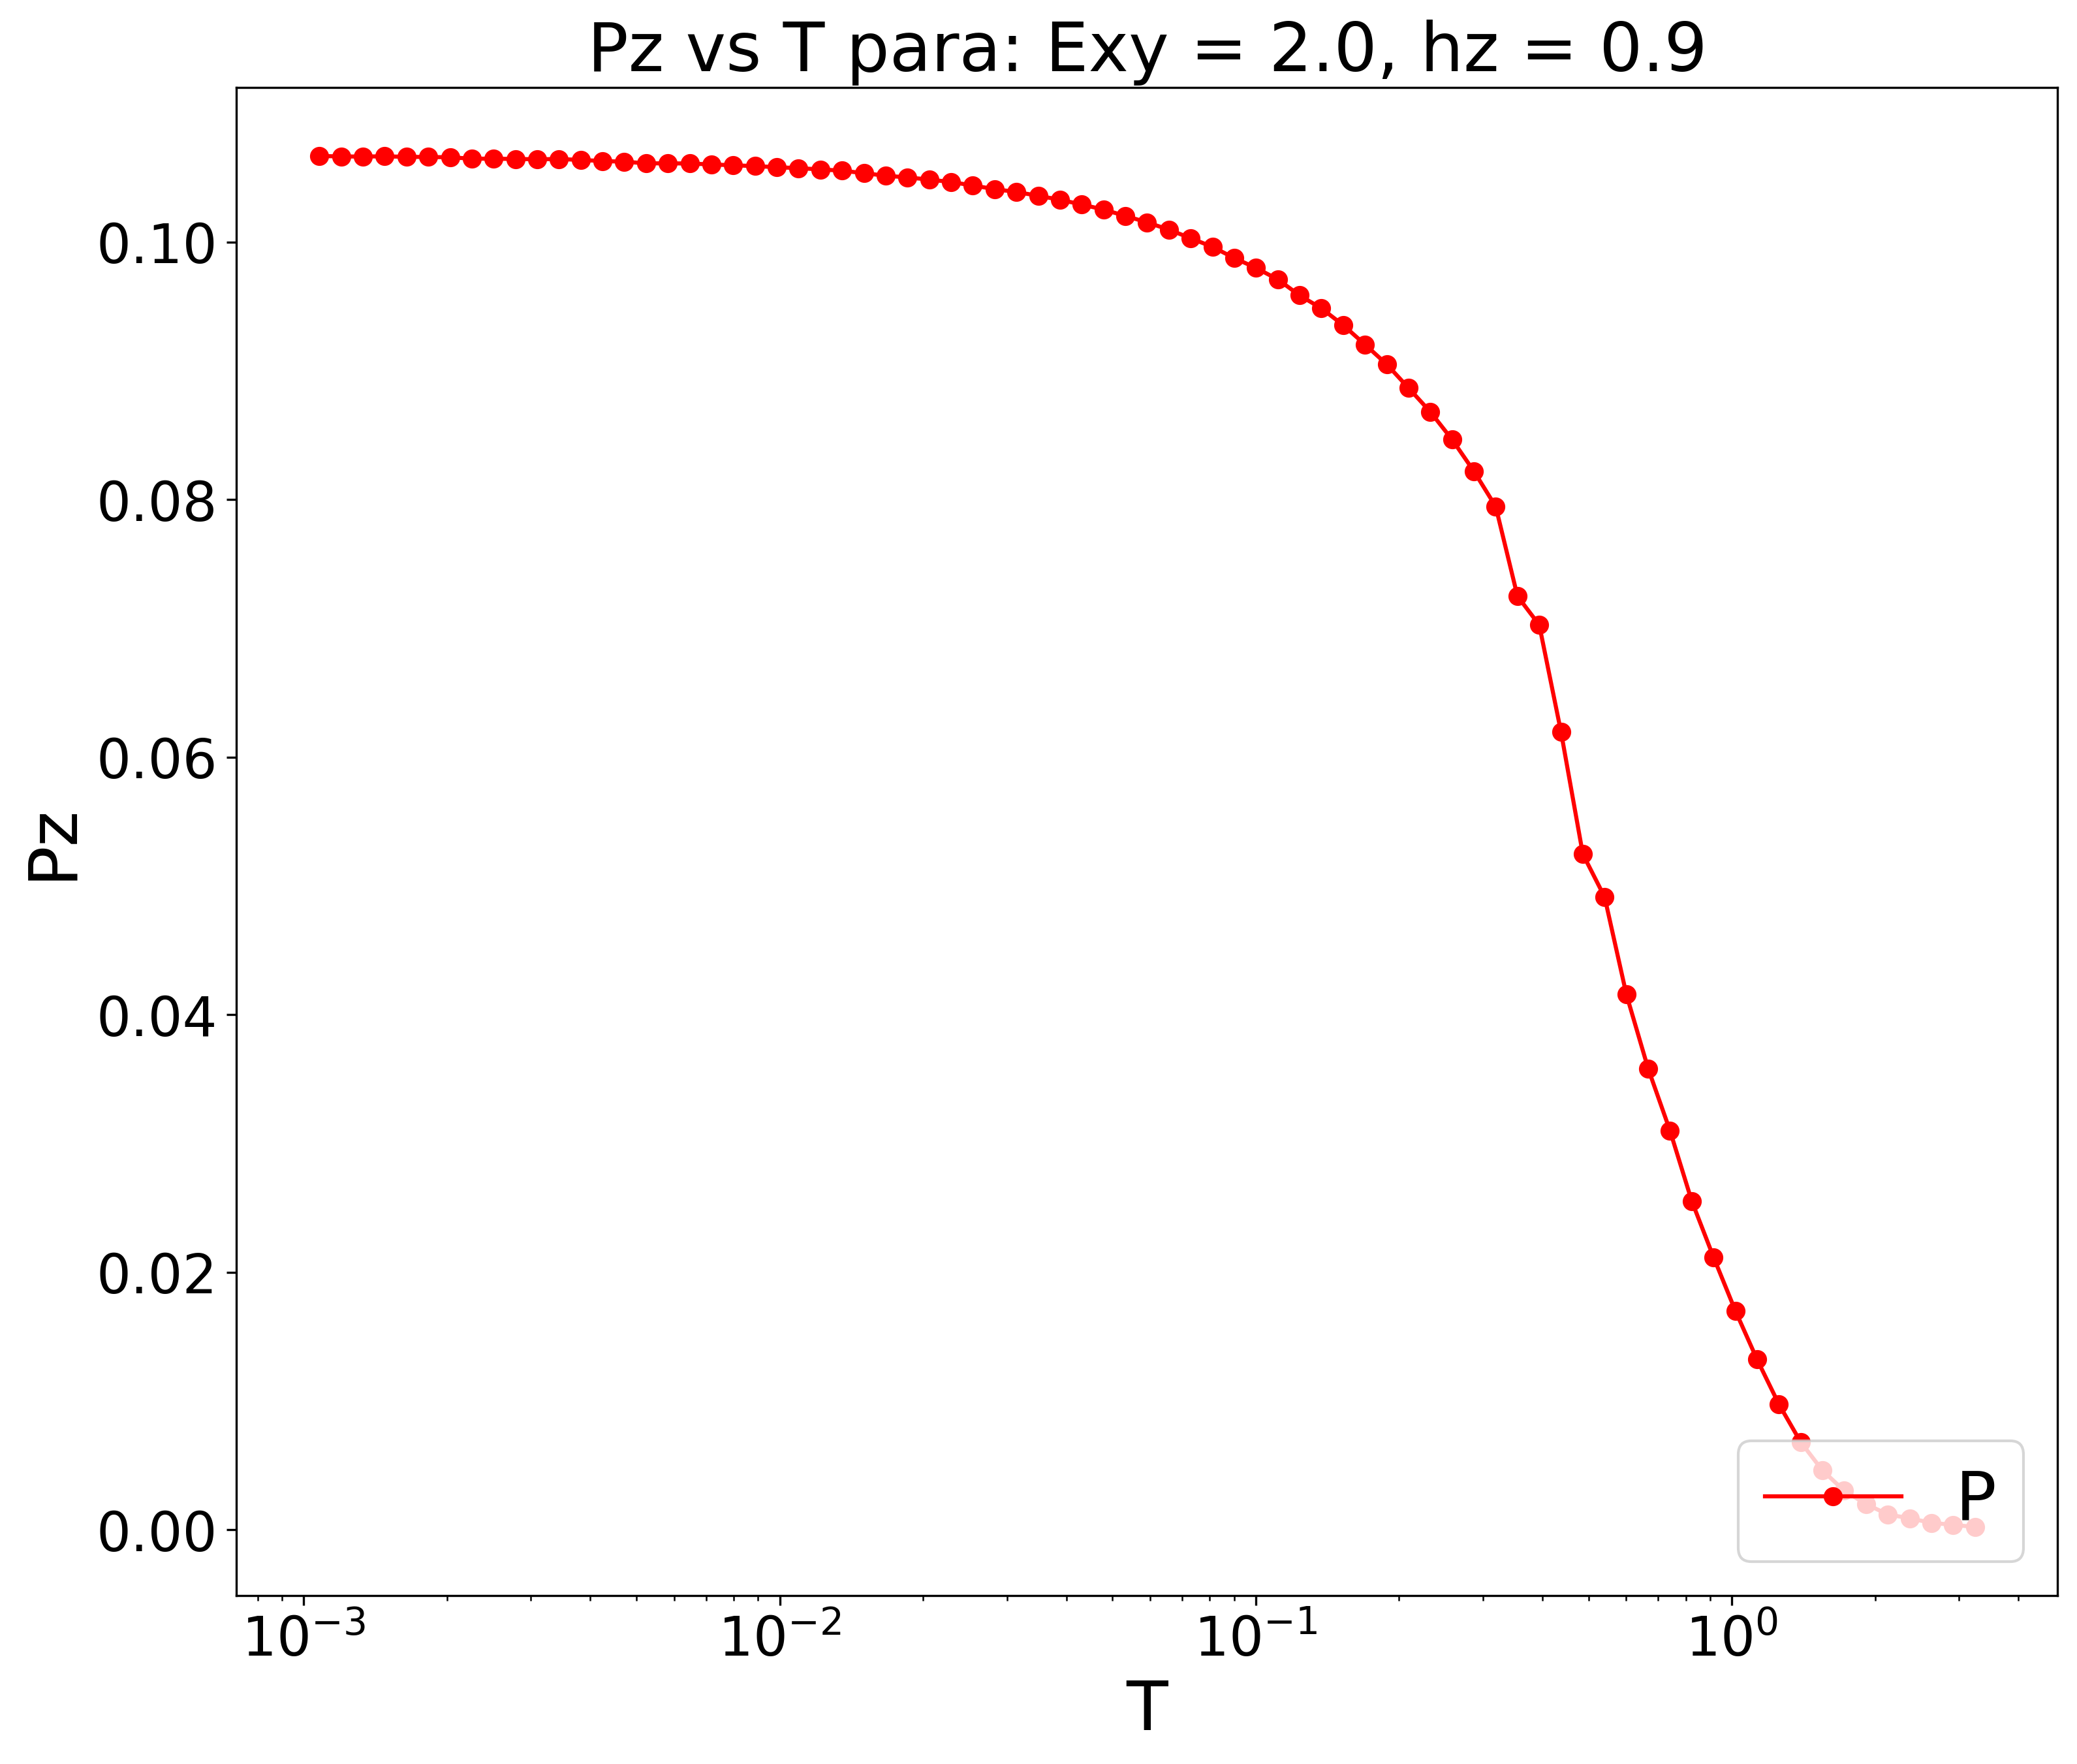 Pz vs T para: Exy = 2.0, hz = 0.9
Pz
0.10
0.08
0.06
0.04
0.02
0.00
P
10⁻³ 10⁻² 10⁻¹ 10⁰
T